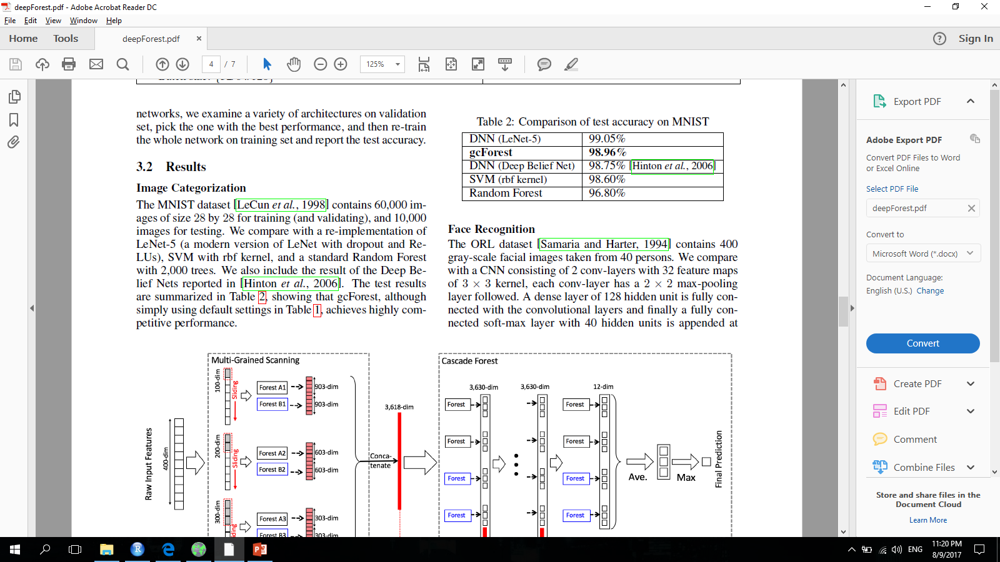 deepForest.pdf - Adobe Acrobat Reader DC
File Edit View Window Help
Home Tools deepForest.pdf × Sign In
4 / 7 125%
networks, we examine a variety of architectures on validation
set, pick the one with the best performance, and then re-train
the whole network on training set and report the test accuracy.
3.2 Results
Image Categorization
The MNIST dataset [LeCun et al., 1998] contains 60,000 im-
ages of size 28 by 28 for training (and validating), and 10,000
images for testing. We compare with a re-implementation of
LeNet-5 (a modern version of LeNet with dropout and Re-
LUs), SVM with rbf kernel, and a standard Random Forest
with 2,000 trees. We also include the result of the Deep Be-
lief Nets reported in [Hinton et al., 2006]. The test results
are summarized in Table 2, showing that gcForest, although
simply using default settings in Table 1, achieves highly com-
petitive performance.
Table 2: Comparison of test accuracy on MNIST
DNN (LeNet-5) 99.05%
gcForest 98.96%
DNN (Deep Belief Net) 98.75% [Hinton et al., 2006]
SVM (rbf kernel) 98.60%
Random Forest 96.80%
Face Recognition
The ORL dataset [Samaria and Harter, 1994] contains 400
gray-scale facial images taken from 40 persons. We compare
with a CNN consisting of 2 conv-layers with 32 feature maps
of 3 × 3 kernel, each conv-layer has a 2 × 2 max-pooling
layer followed. A dense layer of 128 hidden unit is fully con-
nected with the convolutional layers and finally a fully con-
nected soft-max layer with 40 hidden units is appended at
Raw Input Features
400-dim
Multi-Grained Scanning
100-dim
Sliding
Forest A1
Forest B1
903-dim
903-dim
200-dim
Sliding
Forest A2
Forest B2
603-dim
603-dim
300-dim
Sliding
Forest A3
Forest B3
303-dim
303-dim
Conca-
tenate
3,618-dim
Cascade Forest
3,630-dim 3,630-dim 12-dim
Forest Forest
Forest Forest
Forest Forest
Forest Forest
Ave.
Max
Final Prediction
Export PDF
Adobe Export PDF
Convert PDF Files to Word
or Excel Online
Select PDF File
deepForest.pdf
Convert to
Microsoft Word (*.docx)
Document Language:
English (U.S.) Change
Convert
Create PDF
Edit PDF
Comment
Combine Files
Store and share files in the
Document Cloud
Learn More
ENG
11:20 PM
8/9/2017